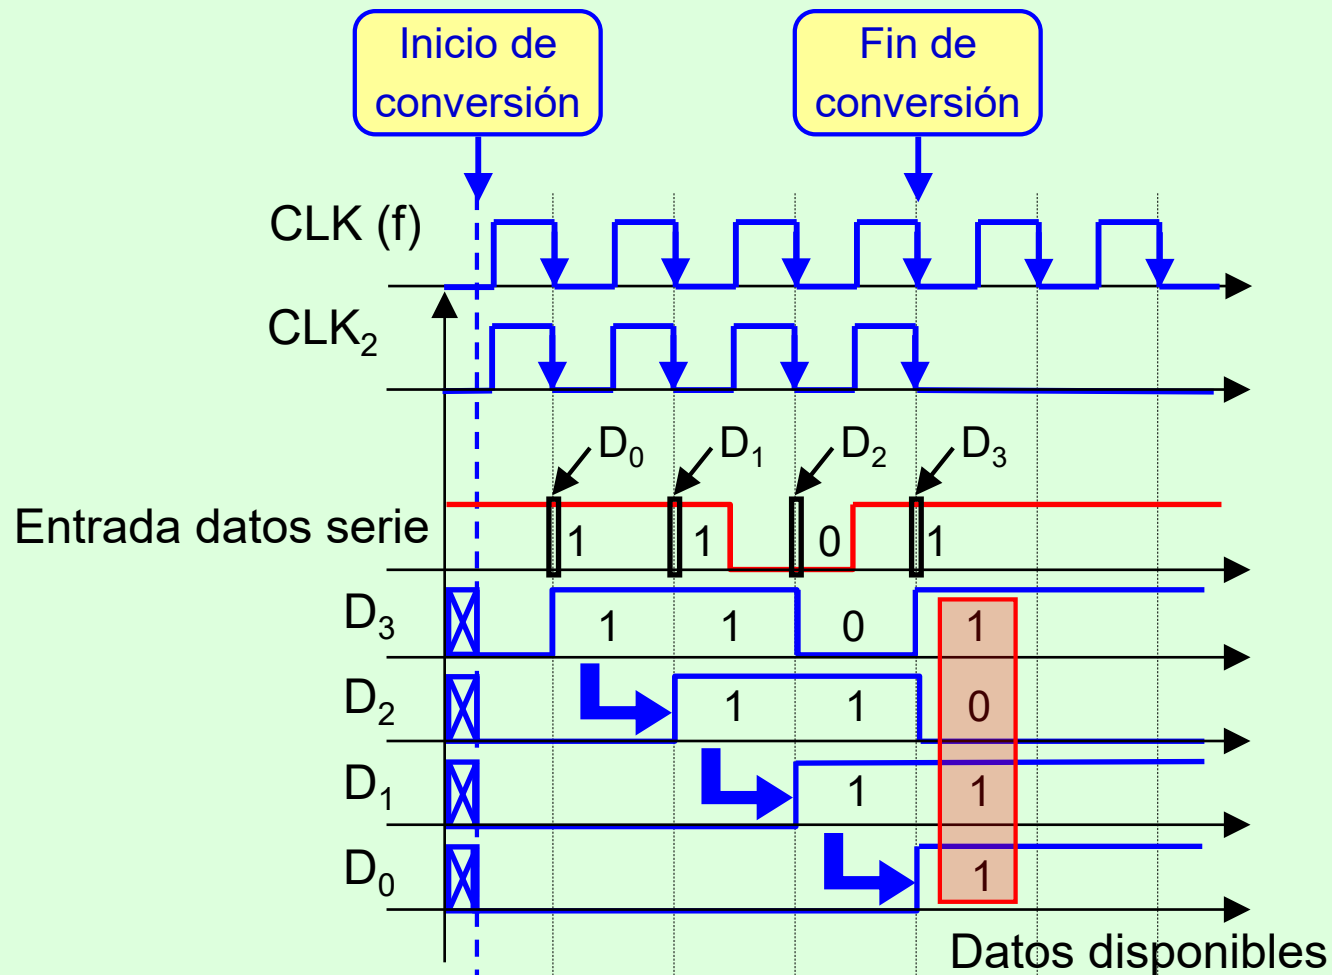 Inicio de
conversión
Fin de
conversión
CLK (f)
CLK₂
D₀ D₁ D₂ D₃
Entrada datos serie 1 1 0 1
D₃ 1 1 0 1
D₂ 1 1 0
D₁ 1 1
D₀ 1
Datos disponibles